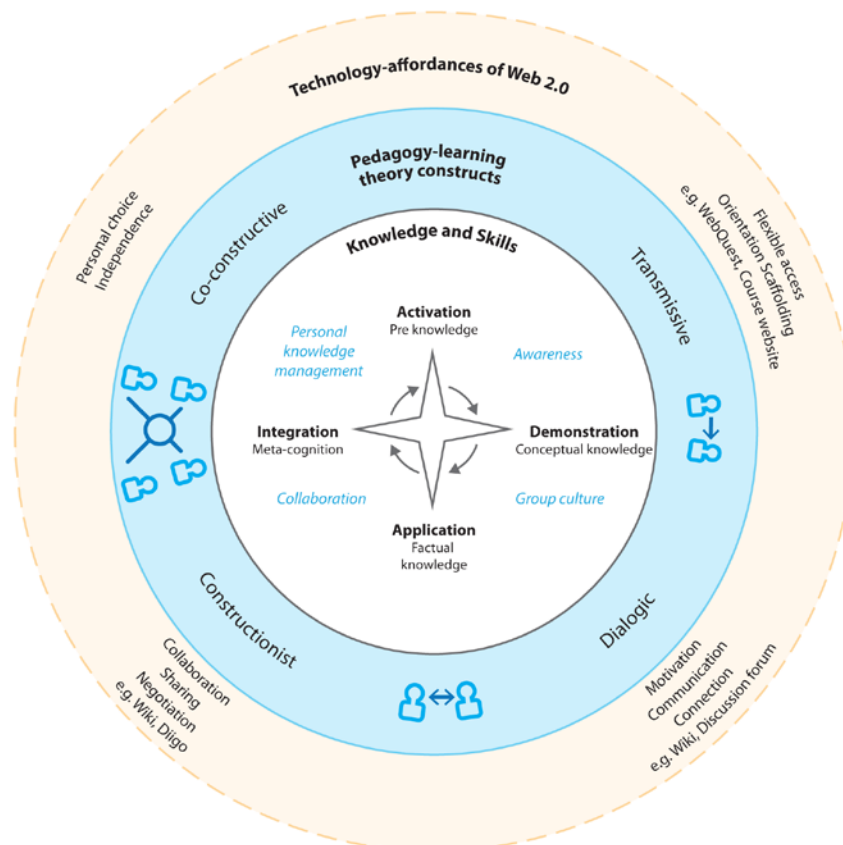 Technology-affordances of Web 2.0
Pedagogy-learning
theory constructs
Knowledge and Skills
Personal choice
Independence
Co-constructive
Transmissive
Flexible access
Orientation Scaffolding
e.g. WebQuest, Course website
Activation
Pre knowledge
Personal
knowledge
management
Awareness
Integration
Meta-cognition
Demonstration
Conceptual knowledge
Collaboration
Group culture
Application
Factual
knowledge
Constructionist
Dialogic
Collaboration
Sharing
Negotiation
e.g. Wiki, Diigo
Motivation
Communication
Connection
e.g. Wiki, Discussion forum